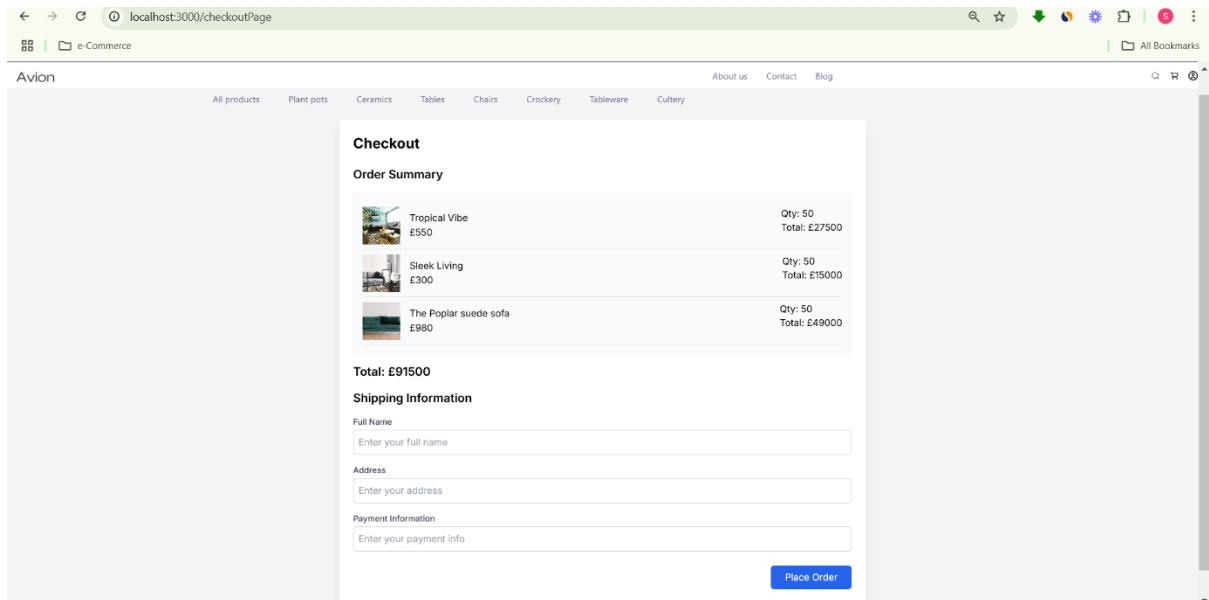 localhost:3000/checkoutPage
S
e-Commerce
All Bookmarks
Avion
About us Contact Blog
All products Plant pots Ceramics Tables Chairs Crockery Tableware Cultery
Checkout
Order Summary
Tropical Vibe
£550
Qty: 50
Total: £27500
Sleek Living
£300
Qty: 50
Total: £15000
The Poplar suede sofa
£980
Qty: 50
Total: £49000
Total: £91500
Shipping Information
Full Name
Enter your full name
Address
Enter your address
Payment Information
Enter your payment info
Place Order